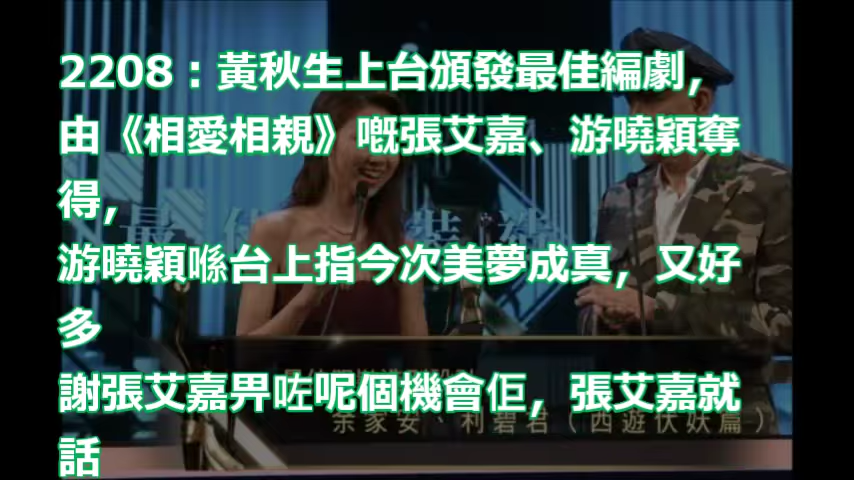 2208：黃秋生上台頒發最佳編劇，
由《相愛相親》嘅張艾嘉、游曉穎奪
得，
游曉穎喺台上指今次美夢成真，又好
多
謝張艾嘉畀咗呢個機會佢，張艾嘉就
話
余家安、利碧君（西遊伏妖篇）